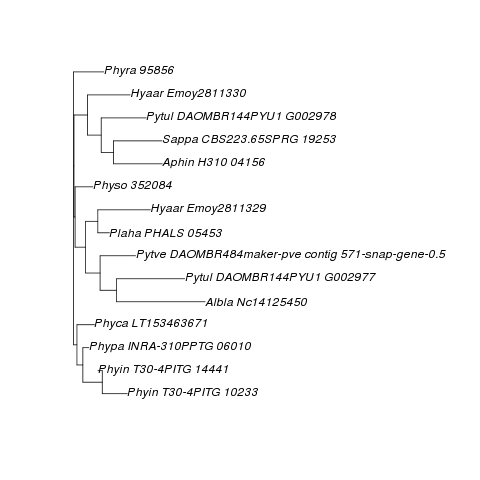 Phyra 95856
Hyaar Emoy2811330
Pytul DAOMBR144PYU1 G002978
Sappa CBS223.65SPRG 19253
Aphin H310 04156
Physo 352084
Hyaar Emoy2811329
Plaha PHALS 05453
Pytve DAOMBR484maker-pve contig 571-snap-gene-0.5
Pytul DAOMBR144PYU1 G002977
Albla Nc14125450
Phyca LT153463671
Phypa INRA-310PPTG 06010
Phyin T30-4PITG 14441
Phyin T30-4PITG 10233